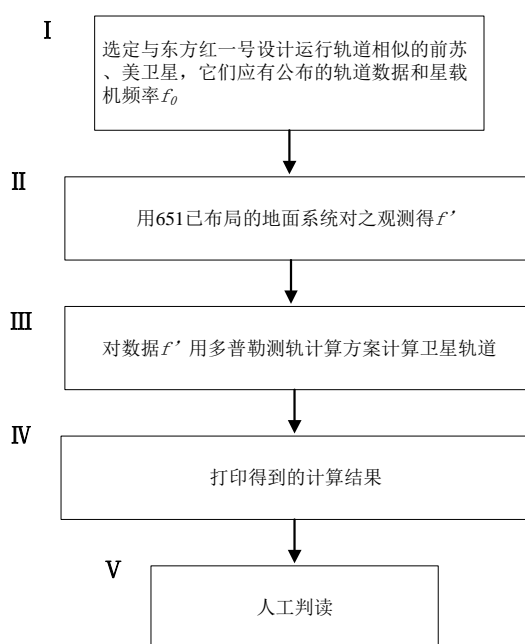 Ⅰ
选定与东方红一号设计运行轨道相似的前苏
、美卫星，它们应有公布的轨道数据和星载
机频率f0
Ⅱ
用651已布局的地面系统对之观测得f’
Ⅲ
对数据f’用多普勒测轨计算方案计算卫星轨道
Ⅳ
打印得到的计算结果
Ⅴ
人工判读